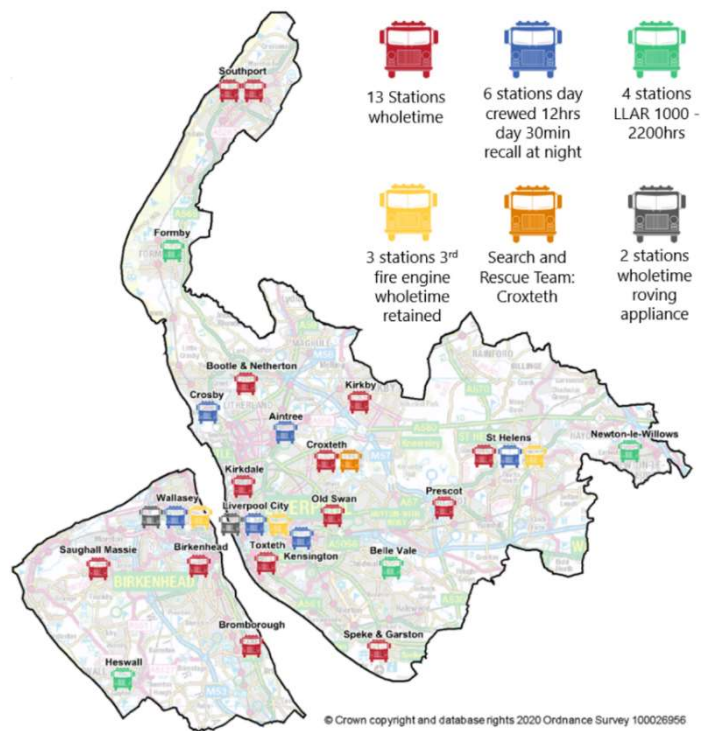 13 Stations
wholetime
6 stations day
crewed 12hrs
day 30min
recall at night
4 stations
LLAR 1000 -
2200hrs
3 stations 3rd
fire engine
wholetime
retained
Search and
Rescue Team:
Croxteth
2 stations
wholetime
roving
appliance
Southport
Formby
Bootle & Netherton
Kirkby
Crosby
Aintree
Croxteth
St Helens
Newton-le-Willows
Kirkdale
Wallasey
Liverpool City
Old Swan
Prescot
Saughall Massie
Birkenhead
Toxteth
Kensington
Belle Vale
BIRKENHEAD
Bromborough
Speke & Garston
Heswall
© Crown copyright and database rights 2020 Ordnance Survey 100026956